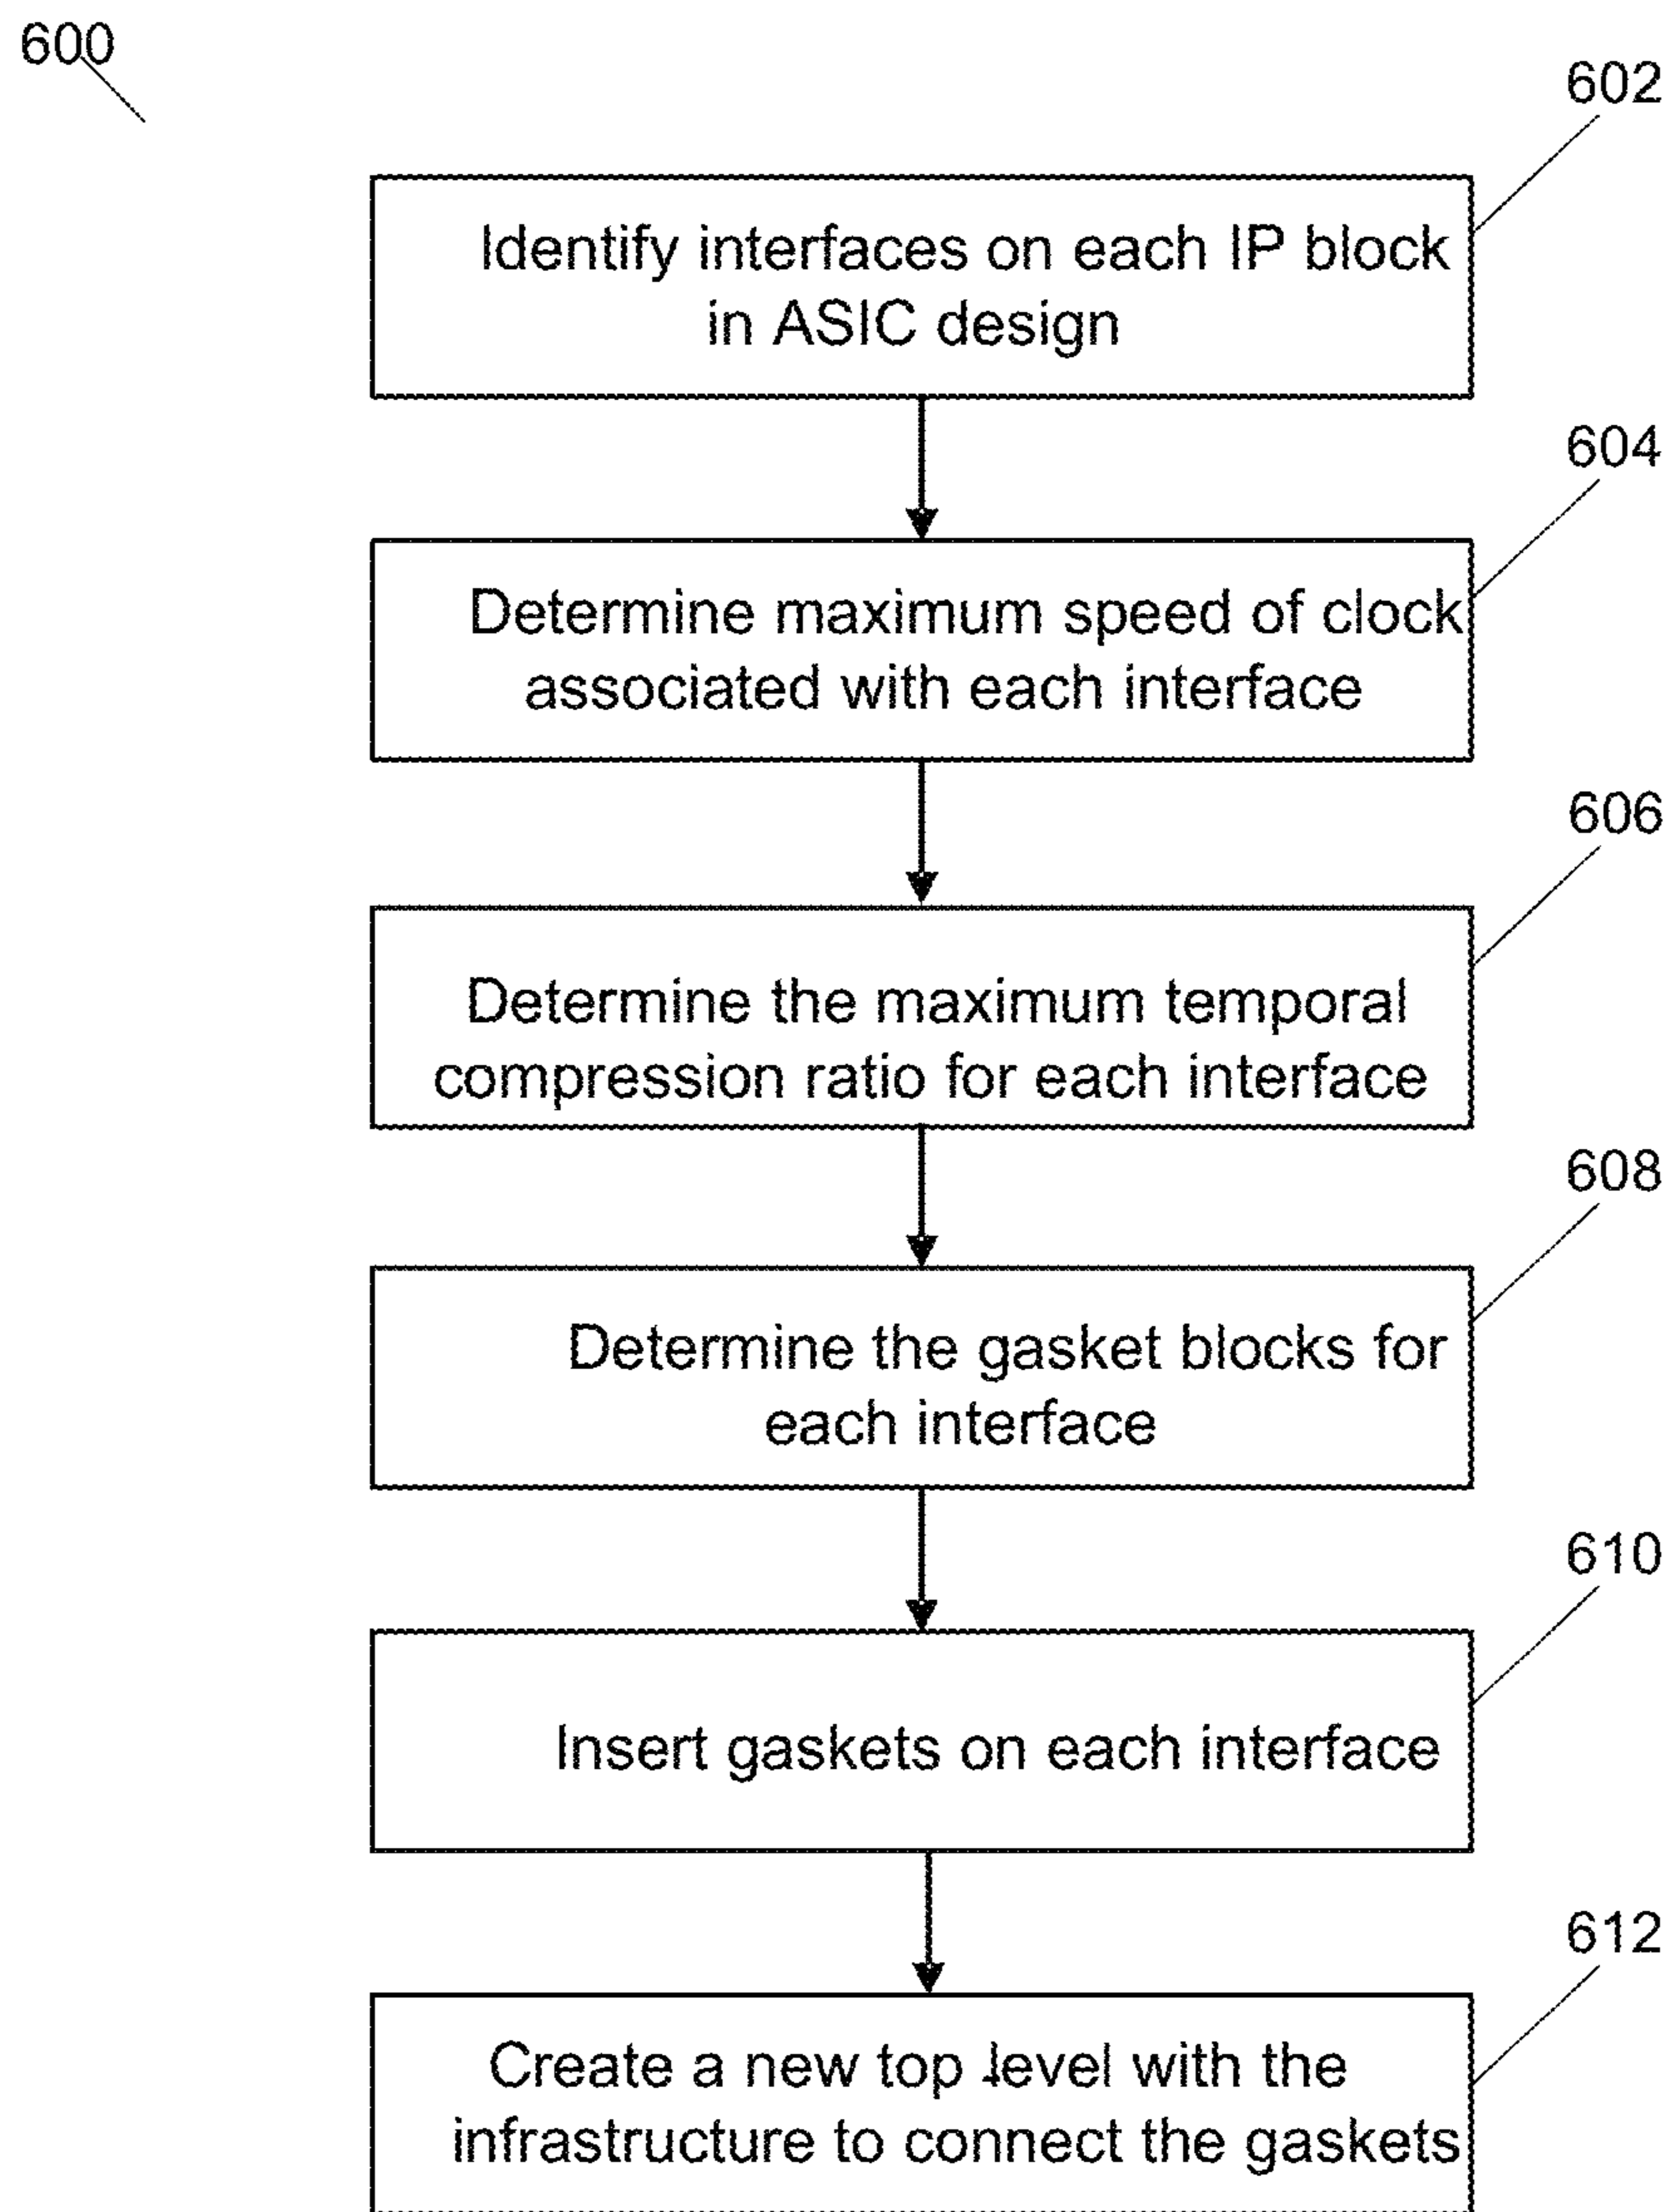 600
602
Identify interfaces on each IP block
in ASIC design
604
Determine maximum speed of clock
associated with each interface
606
Determine the maximum temporal
compression ratio for each interface
608
Determine the gasket blocks for
each interface
610
Insert gaskets on each interface
612
Create a new top level with the
infrastructure to connect the gaskets